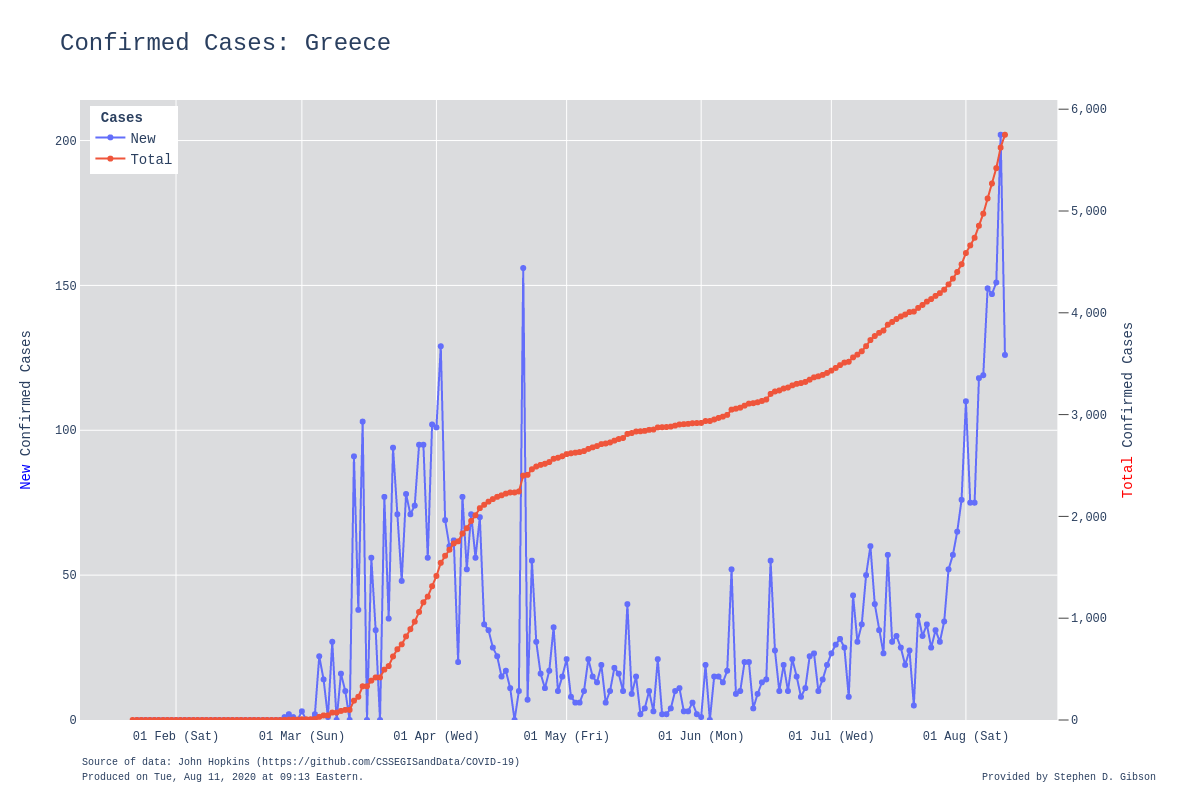 Confirmed Cases: Greece
Cases
New
Total
200
150
100
50
0
6,000
5,000
4,000
3,000
2,000
1,000
0
New Confirmed Cases
Total Confirmed Cases
01 Feb (Sat)
01 Mar (Sun)
01 Apr (Wed)
01 May (Fri)
01 Jun (Mon)
01 Jul (Wed)
01 Aug (Sat)
Source of data: John Hopkins (https://github.com/CSSEGISandData/COVID-19)
Produced on Tue, Aug 11, 2020 at 09:13 Eastern.
Provided by Stephen D. Gibson